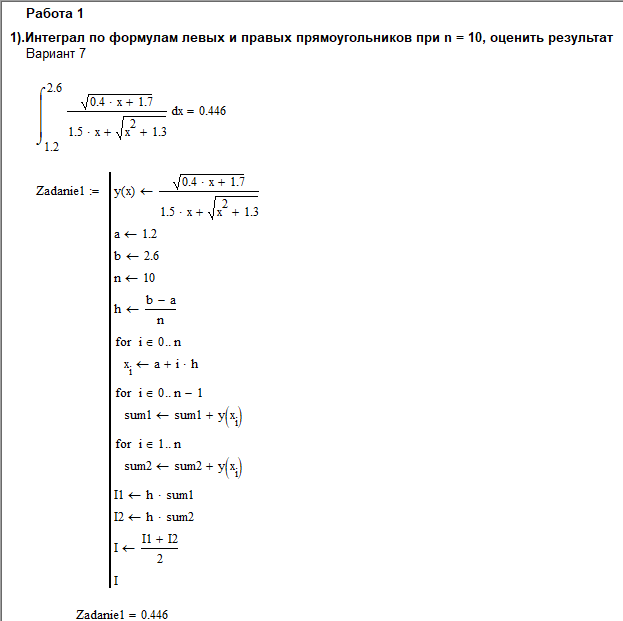 Работа 1
1).Интеграл по формулам левых и правых прямоугольников при n = 10, оценить результат
Вариант 7
∫_{1.2}^{2.6} √(0.4 · x + 1.7) / (1.5 · x + √(x² + 1.3)) dx = 0.446
Zadanie1 := y(x) ← √(0.4 · x + 1.7) / (1.5 · x + √(x² + 1.3))
a ← 1.2
b ← 2.6
n ← 10
h ← (b − a) / n
for i ∈ 0.. n
x_i ← a + i · h
for i ∈ 0.. n − 1
sum1 ← sum1 + y(x_i)
for i ∈ 1.. n
sum2 ← sum2 + y(x_i)
I1 ← h · sum1
I2 ← h · sum2
I ← (I1 + I2) / 2
I
Zadanie1 = 0.446